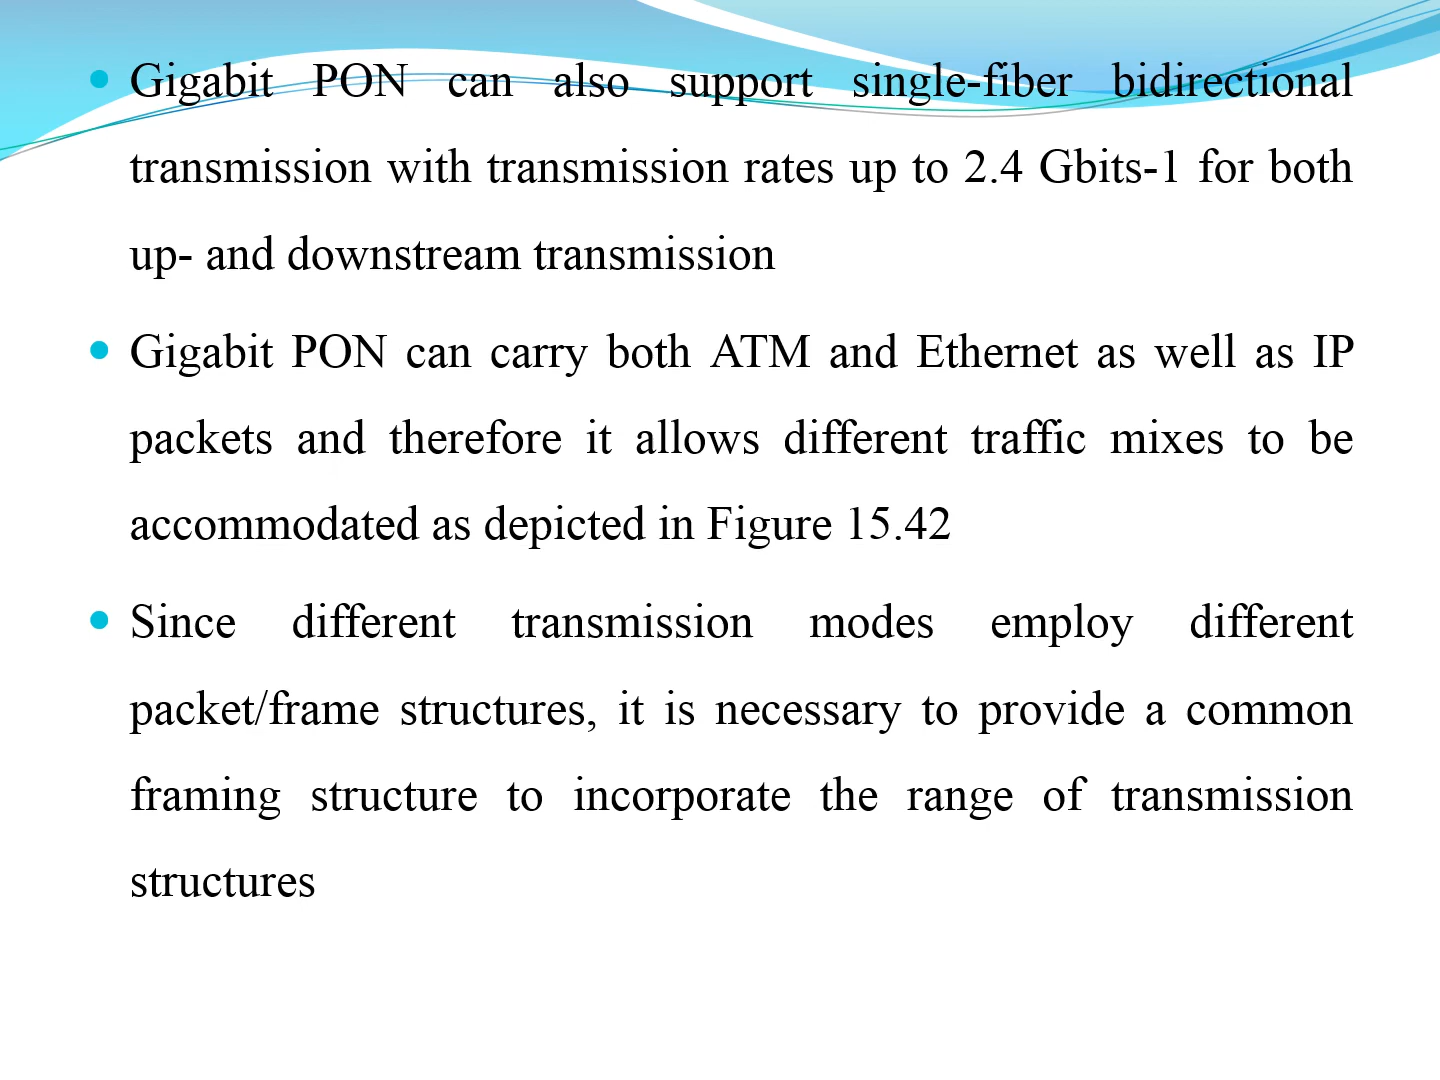 Gigabit PON can also support single-fiber bidirectional
transmission with transmission rates up to 2.4 Gbits-1 for both
up- and downstream transmission
Gigabit PON can carry both ATM and Ethernet as well as IP
packets and therefore it allows different traffic mixes to be
accommodated as depicted in Figure 15.42
Since different transmission modes employ different
packet/frame structures, it is necessary to provide a common
framing structure to incorporate the range of transmission
structures